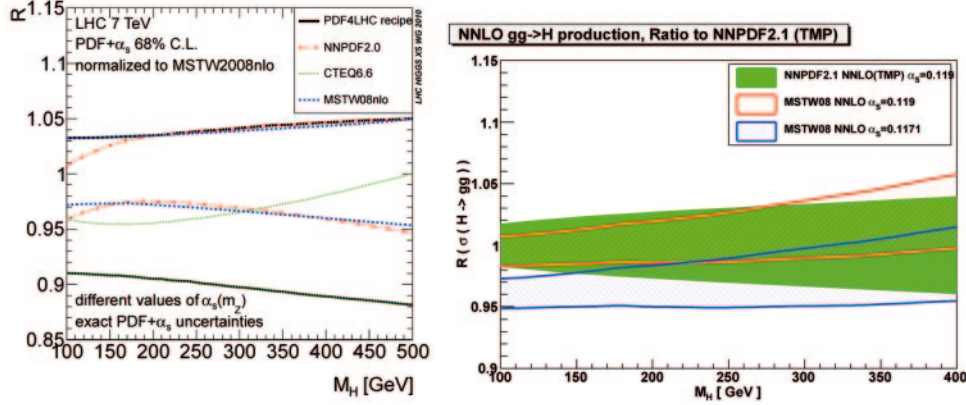 R
1.15
1.1
1.05
1
0.95
0.9
0.85
LHC 7 TeV
PDF+αs 68% C.L.
normalized to MSTW2008nlo
PDF4LHC recipe
NNPDF2.0
CTEQ6.6
MSTW08nlo
LHC HIGGS XS WG 2010
different values of αs(mZ)
exact PDF+αs uncertainties
100 150 200 250 300 350 400 450 500
MH [GeV]
NNLO gg->H production, Ratio to NNPDF2.1 (TMP)
R ( σ ( H -> gg ) )
1.15
1.1
1.05
1
0.95
0.9
NNPDF2.1 NNLO(TMP) αs=0.119
MSTW08 NNLO αs=0.119
MSTW08 NNLO αs=0.1171
100 150 200 250 300 350 400
MH [ GeV ]